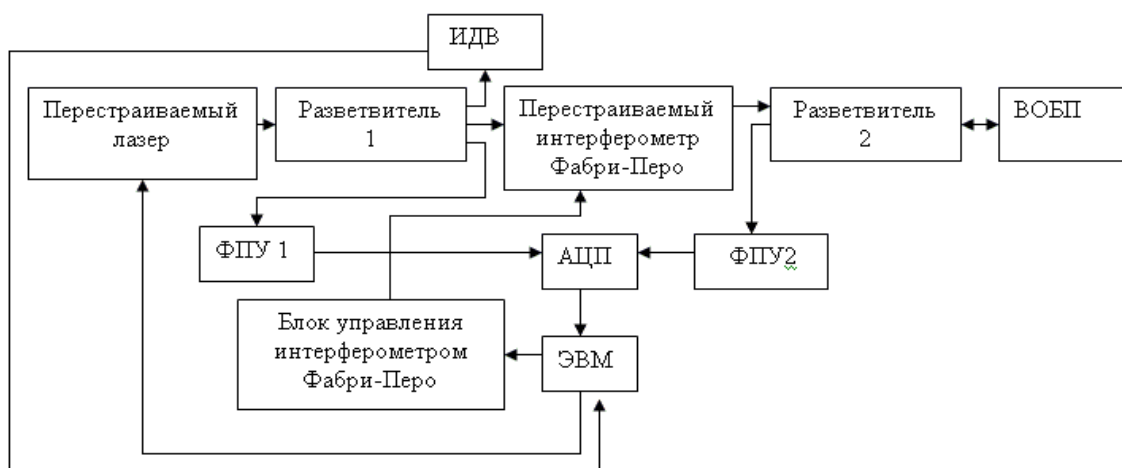 ИДВ
Перестраиваемый
лазер
Разветвитель
1
Перестраиваемый
интерферометр
Фабри-Перо
Разветвитель
2
ВОБП
ФПУ 1
АЦП
ФПУ2
Блок управления
интерферометром
Фабри-Перо
ЭВМ